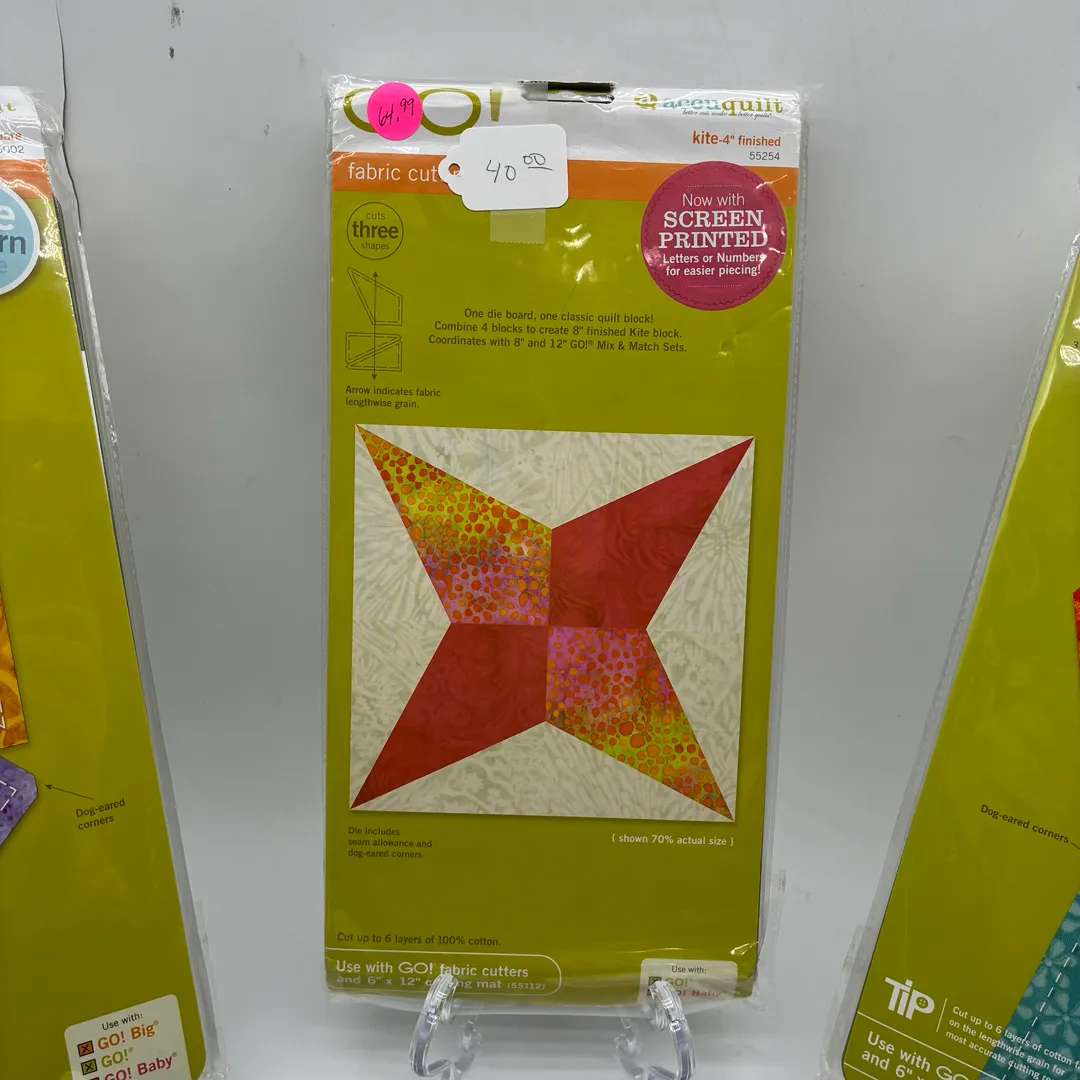 GO!
64.99
accuquilt
better cuts make better quilts®
kite-4" finished
55254
40 00
fabric cut
cuts
three
shapes
Now with
SCREEN
PRINTED
Letters or Numbers
for easier piecing!
One die board, one classic quilt block!
Combine 4 blocks to create 8" finished Kite block.
Coordinates with 8" and 12" GO!® Mix & Match Sets.
Arrow indicates fabric
lengthwise grain.
Die includes
seam allowance and
dog-eared corners
{ shown 70% actual size }
Cut up to 6 layers of 100% cotton.
Use with GO! fabric cutters
and 6" x 12" cutting mat (55112)
Use with:
GO!
GO! Baby®
Dog-eared
corners
Use with:
GO! Big®
GO!®
GO! Baby®
Dog-eared corners
TIP
Cut up to 6 layers of cotton
on the lengthwise grain for
most accurate cutting
Use with GO
and 6"